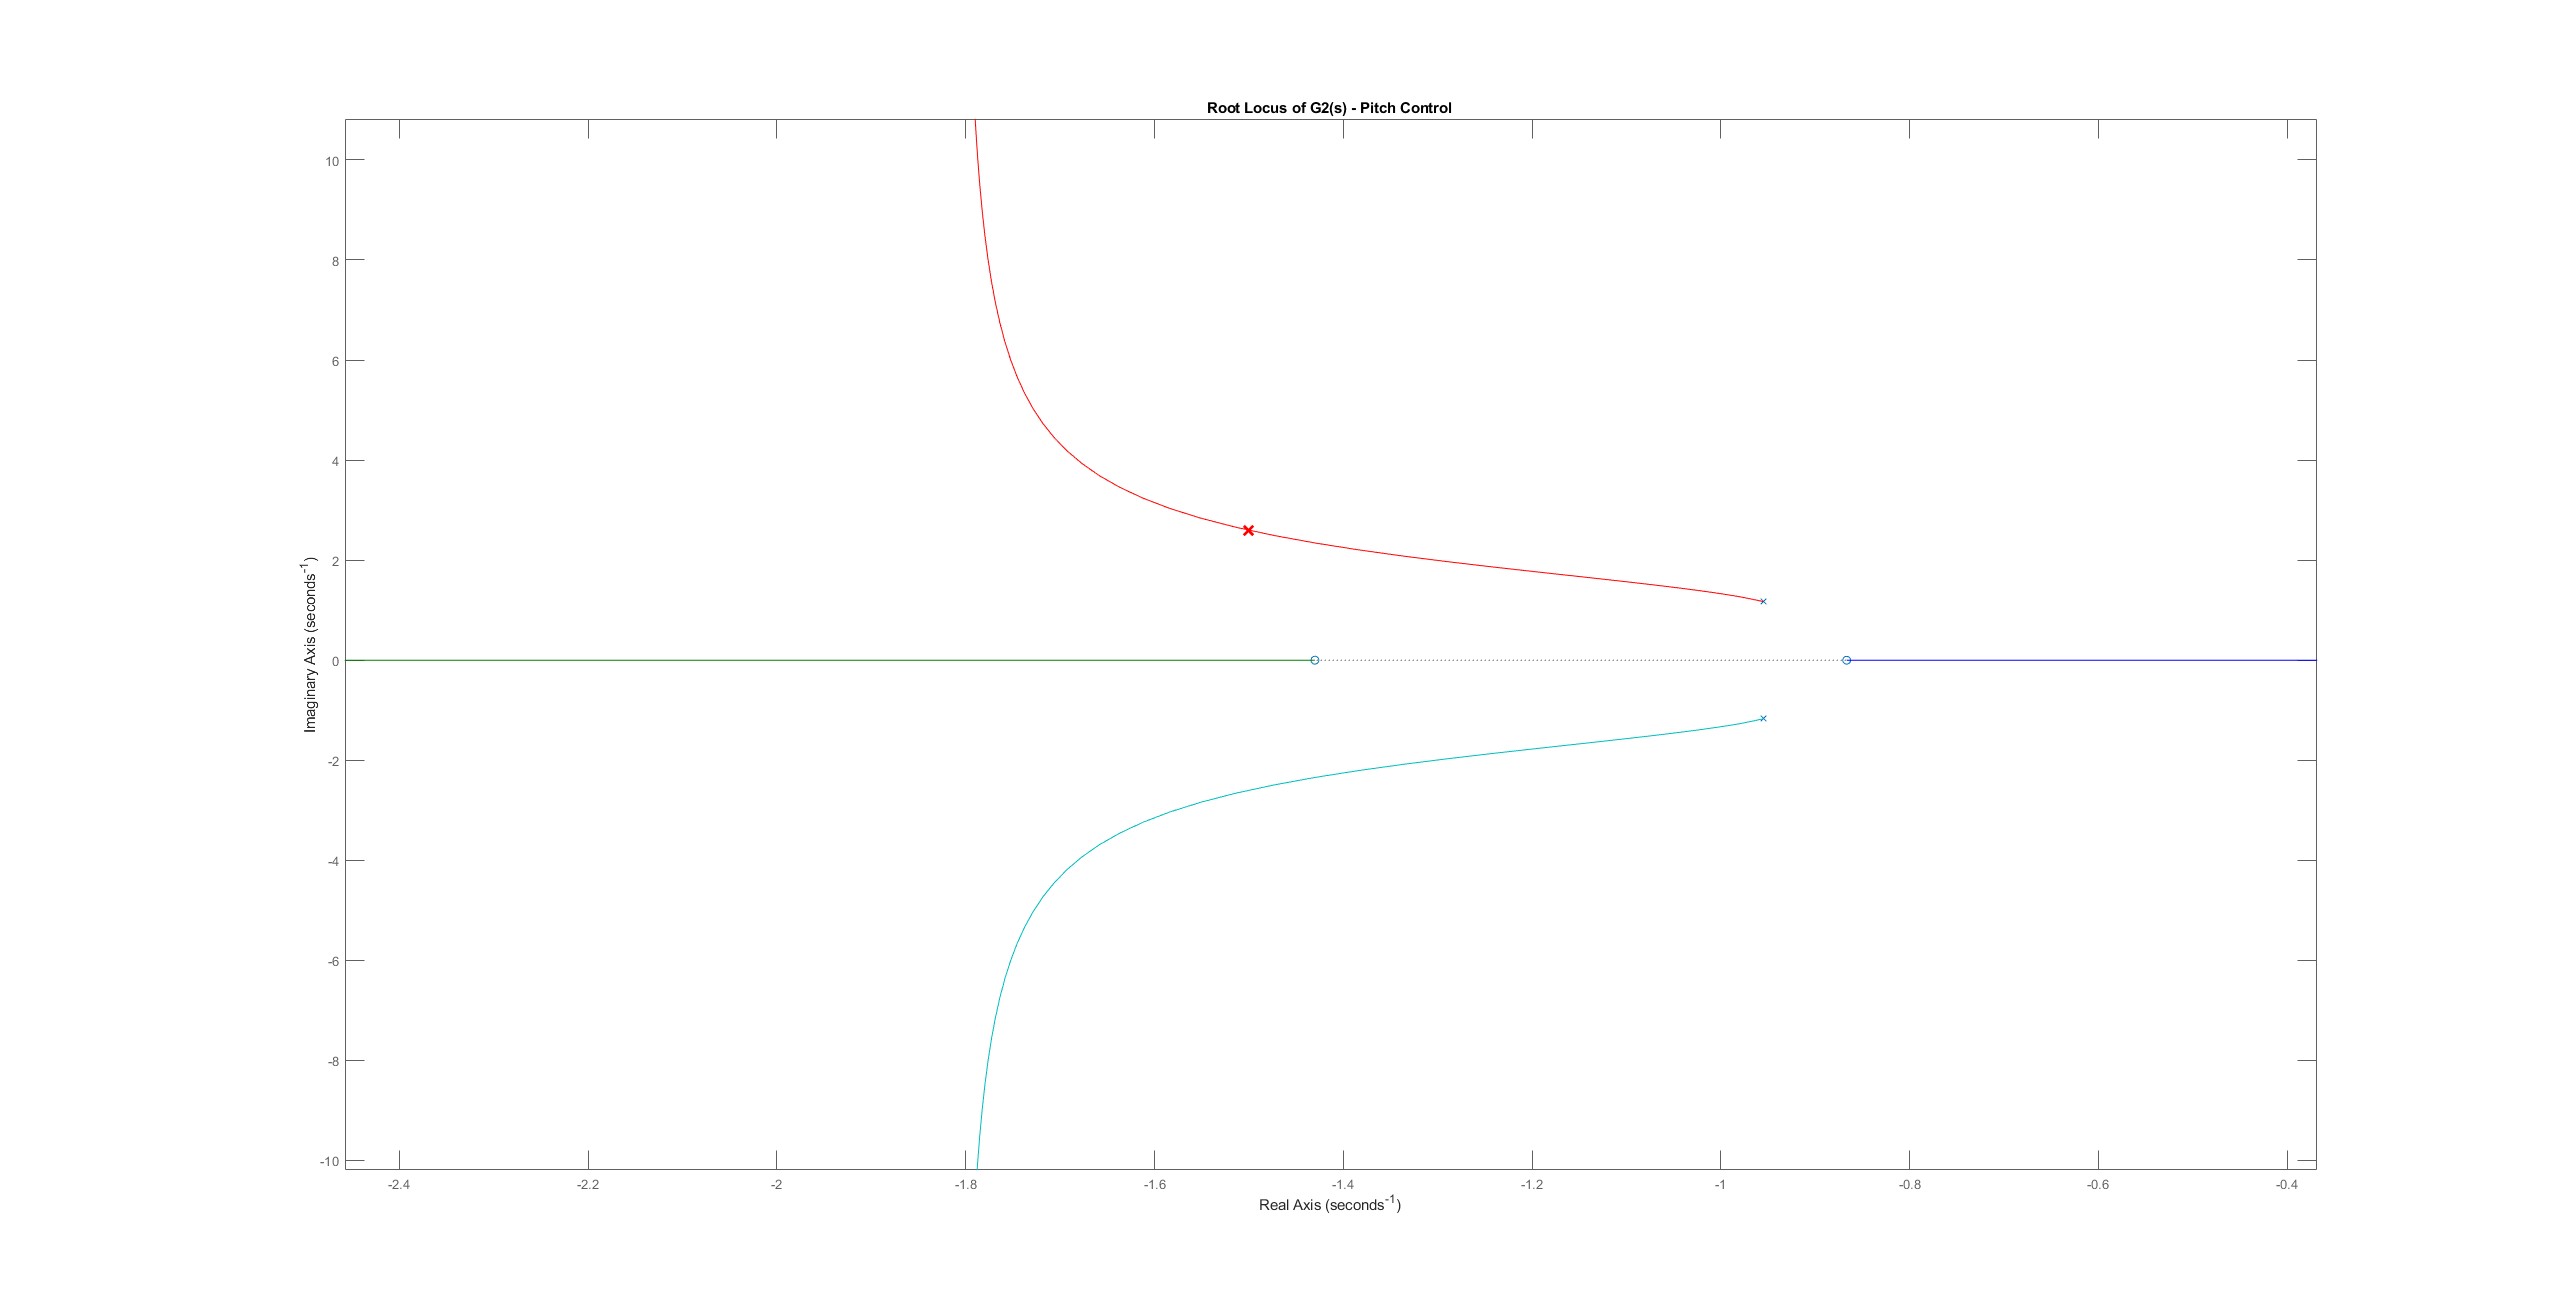 Root Locus of G2(s) - Pitch Control
10
8
6
4
2
0
-2
-4
-6
-8
-10
Imaginary Axis (seconds-1)
-2.4 -2.2 -2 -1.8 -1.6 -1.4 -1.2 -1 -0.8 -0.6 -0.4
Real Axis (seconds-1)